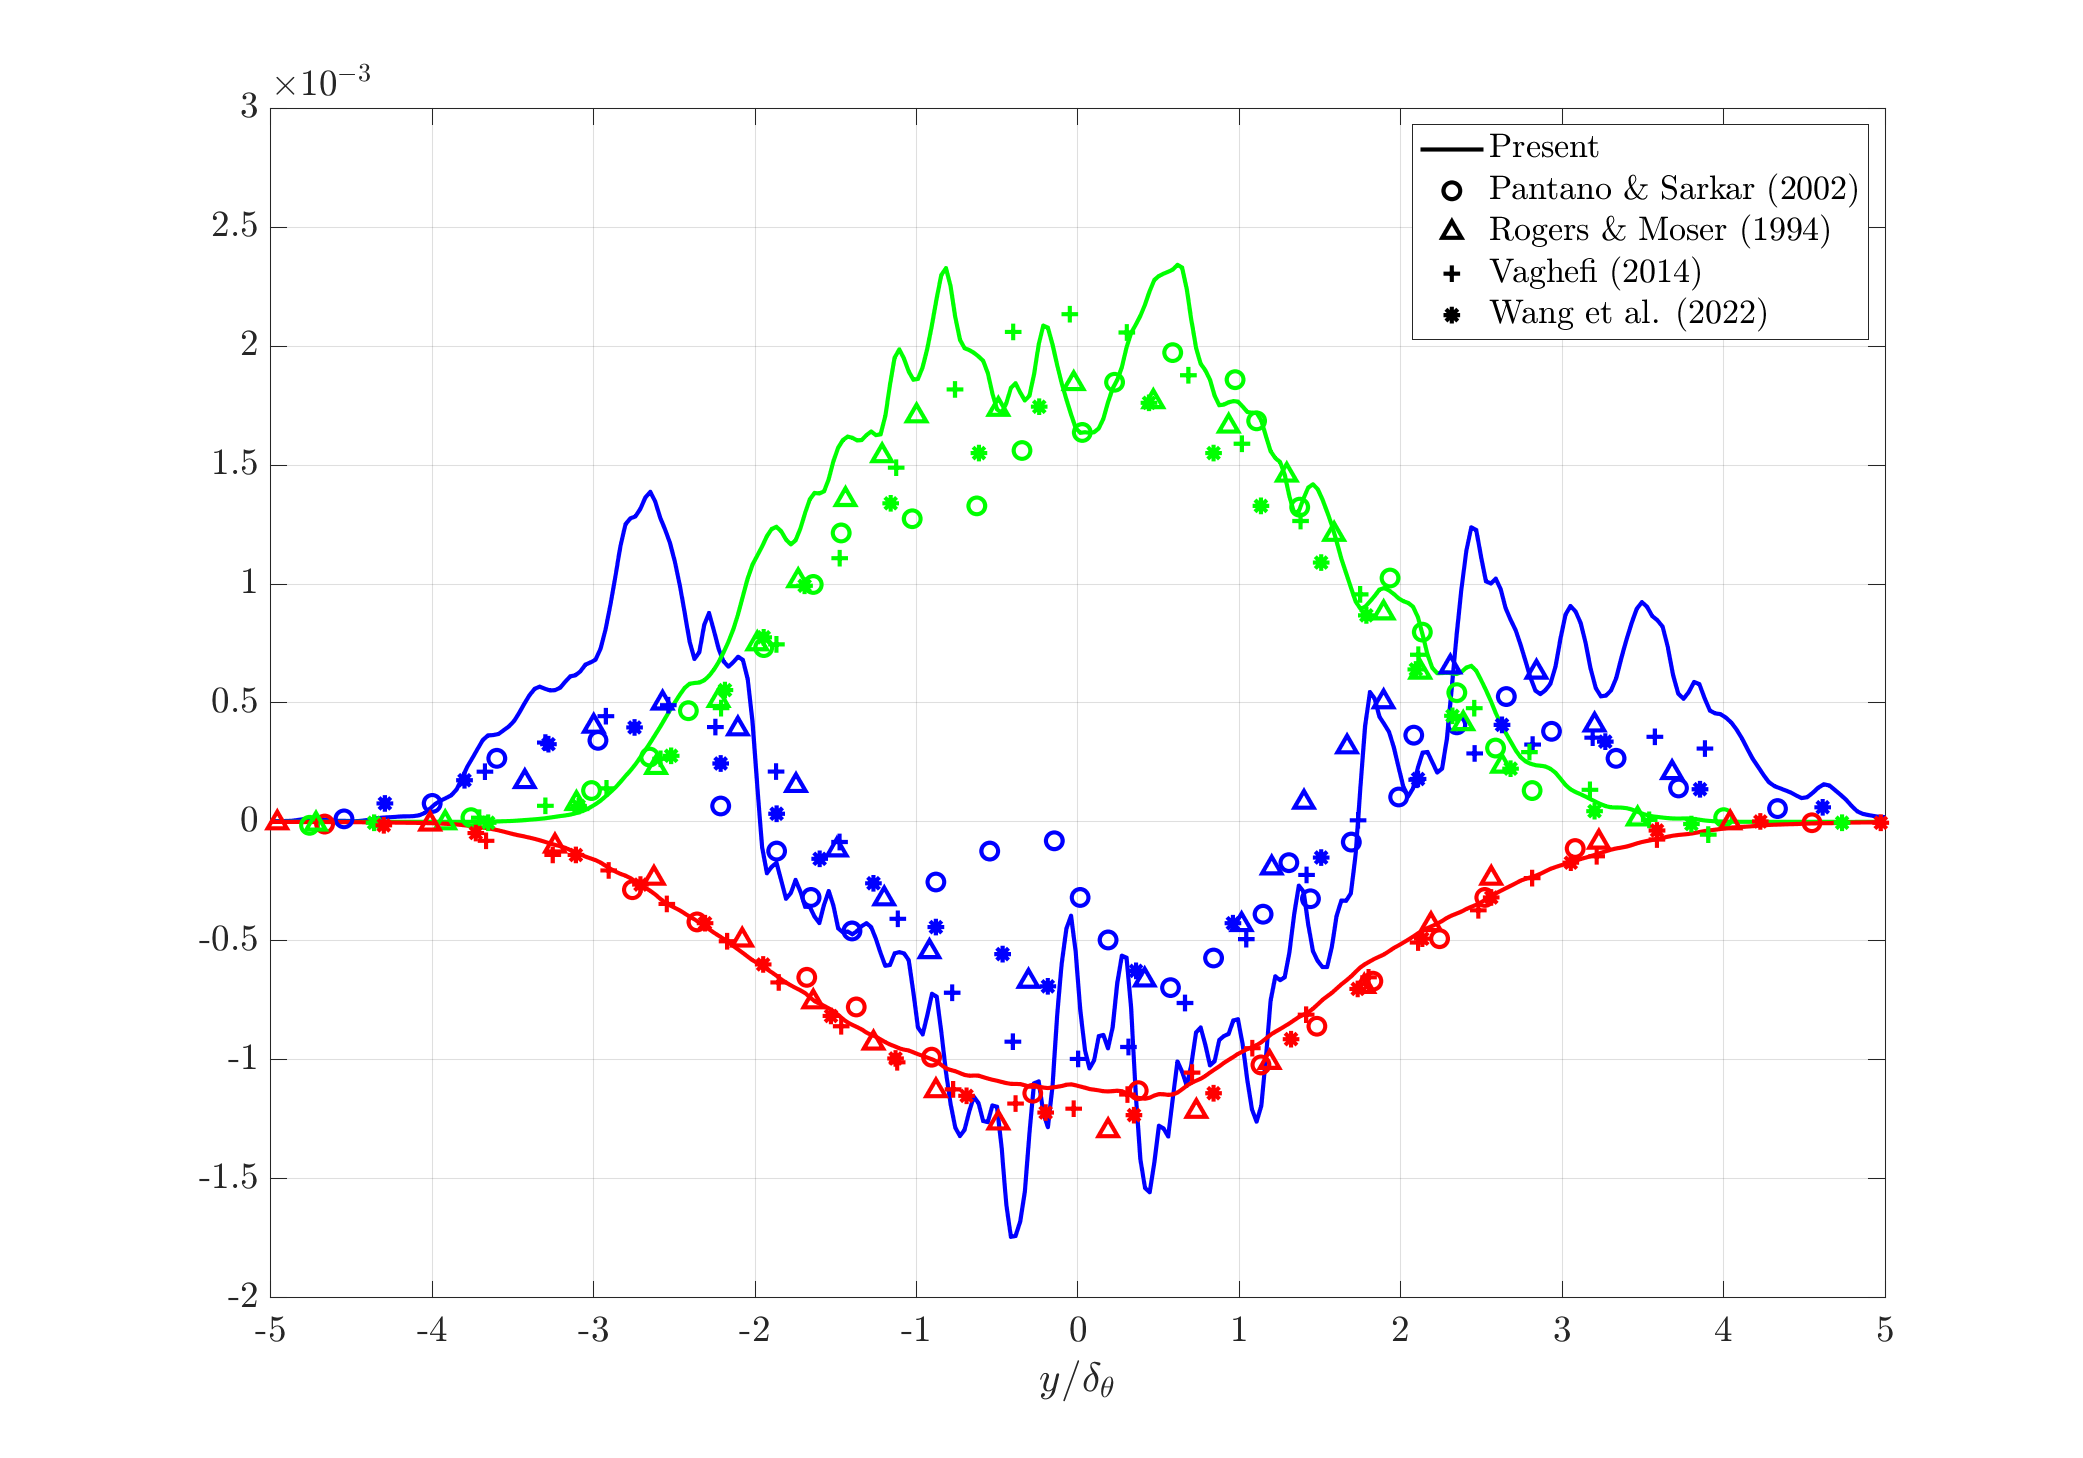 ×10⁻³
3
2.5
2
1.5
1
0.5
0
-0.5
-1
-1.5
-2
-5 -4 -3 -2 -1 0 1 2 3 4 5
y/δ_θ
Present
Pantano & Sarkar (2002)
Rogers & Moser (1994)
Vaghefi (2014)
Wang et al. (2022)